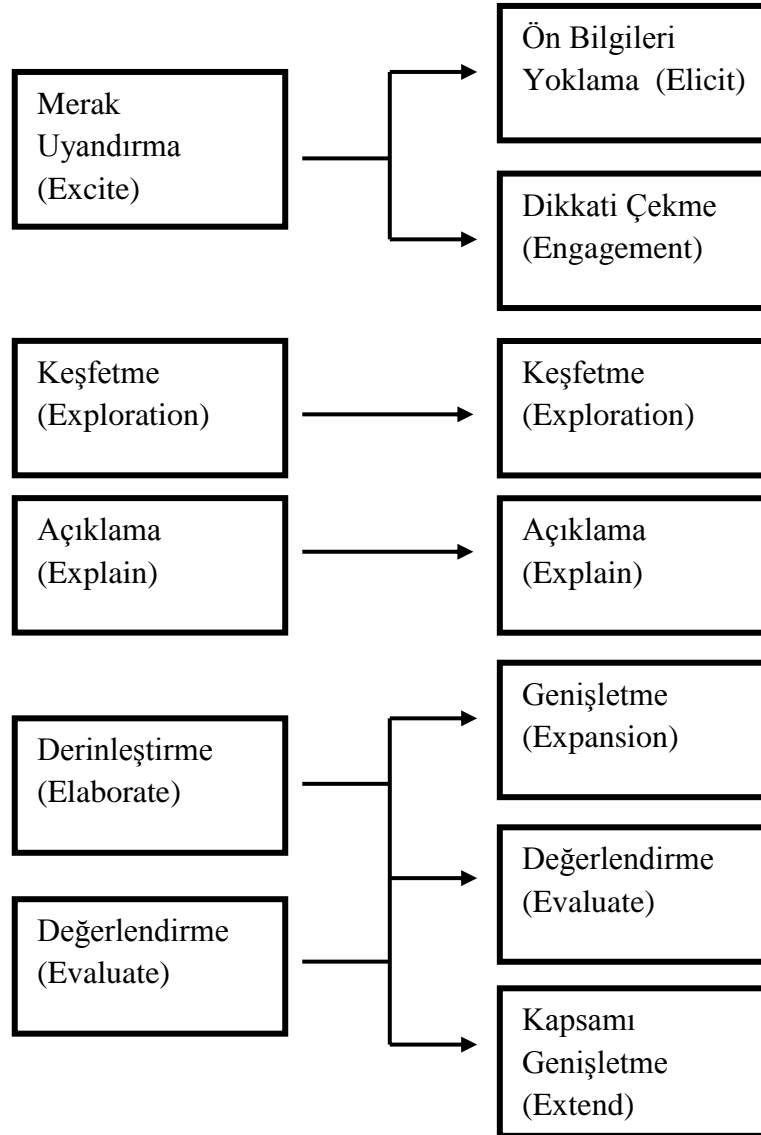 Merak
Uyandırma
(Excite)
Ön Bilgileri
Yoklama (Elicit)
Dikkati Çekme
(Engagement)
Keşfetme
(Exploration)
Keşfetme
(Exploration)
Açıklama
(Explain)
Açıklama
(Explain)
Derinleştirme
(Elaborate)
Değerlendirme
(Evaluate)
Genişletme
(Expansion)
Değerlendirme
(Evaluate)
Kapsamı
Genişletme
(Extend)